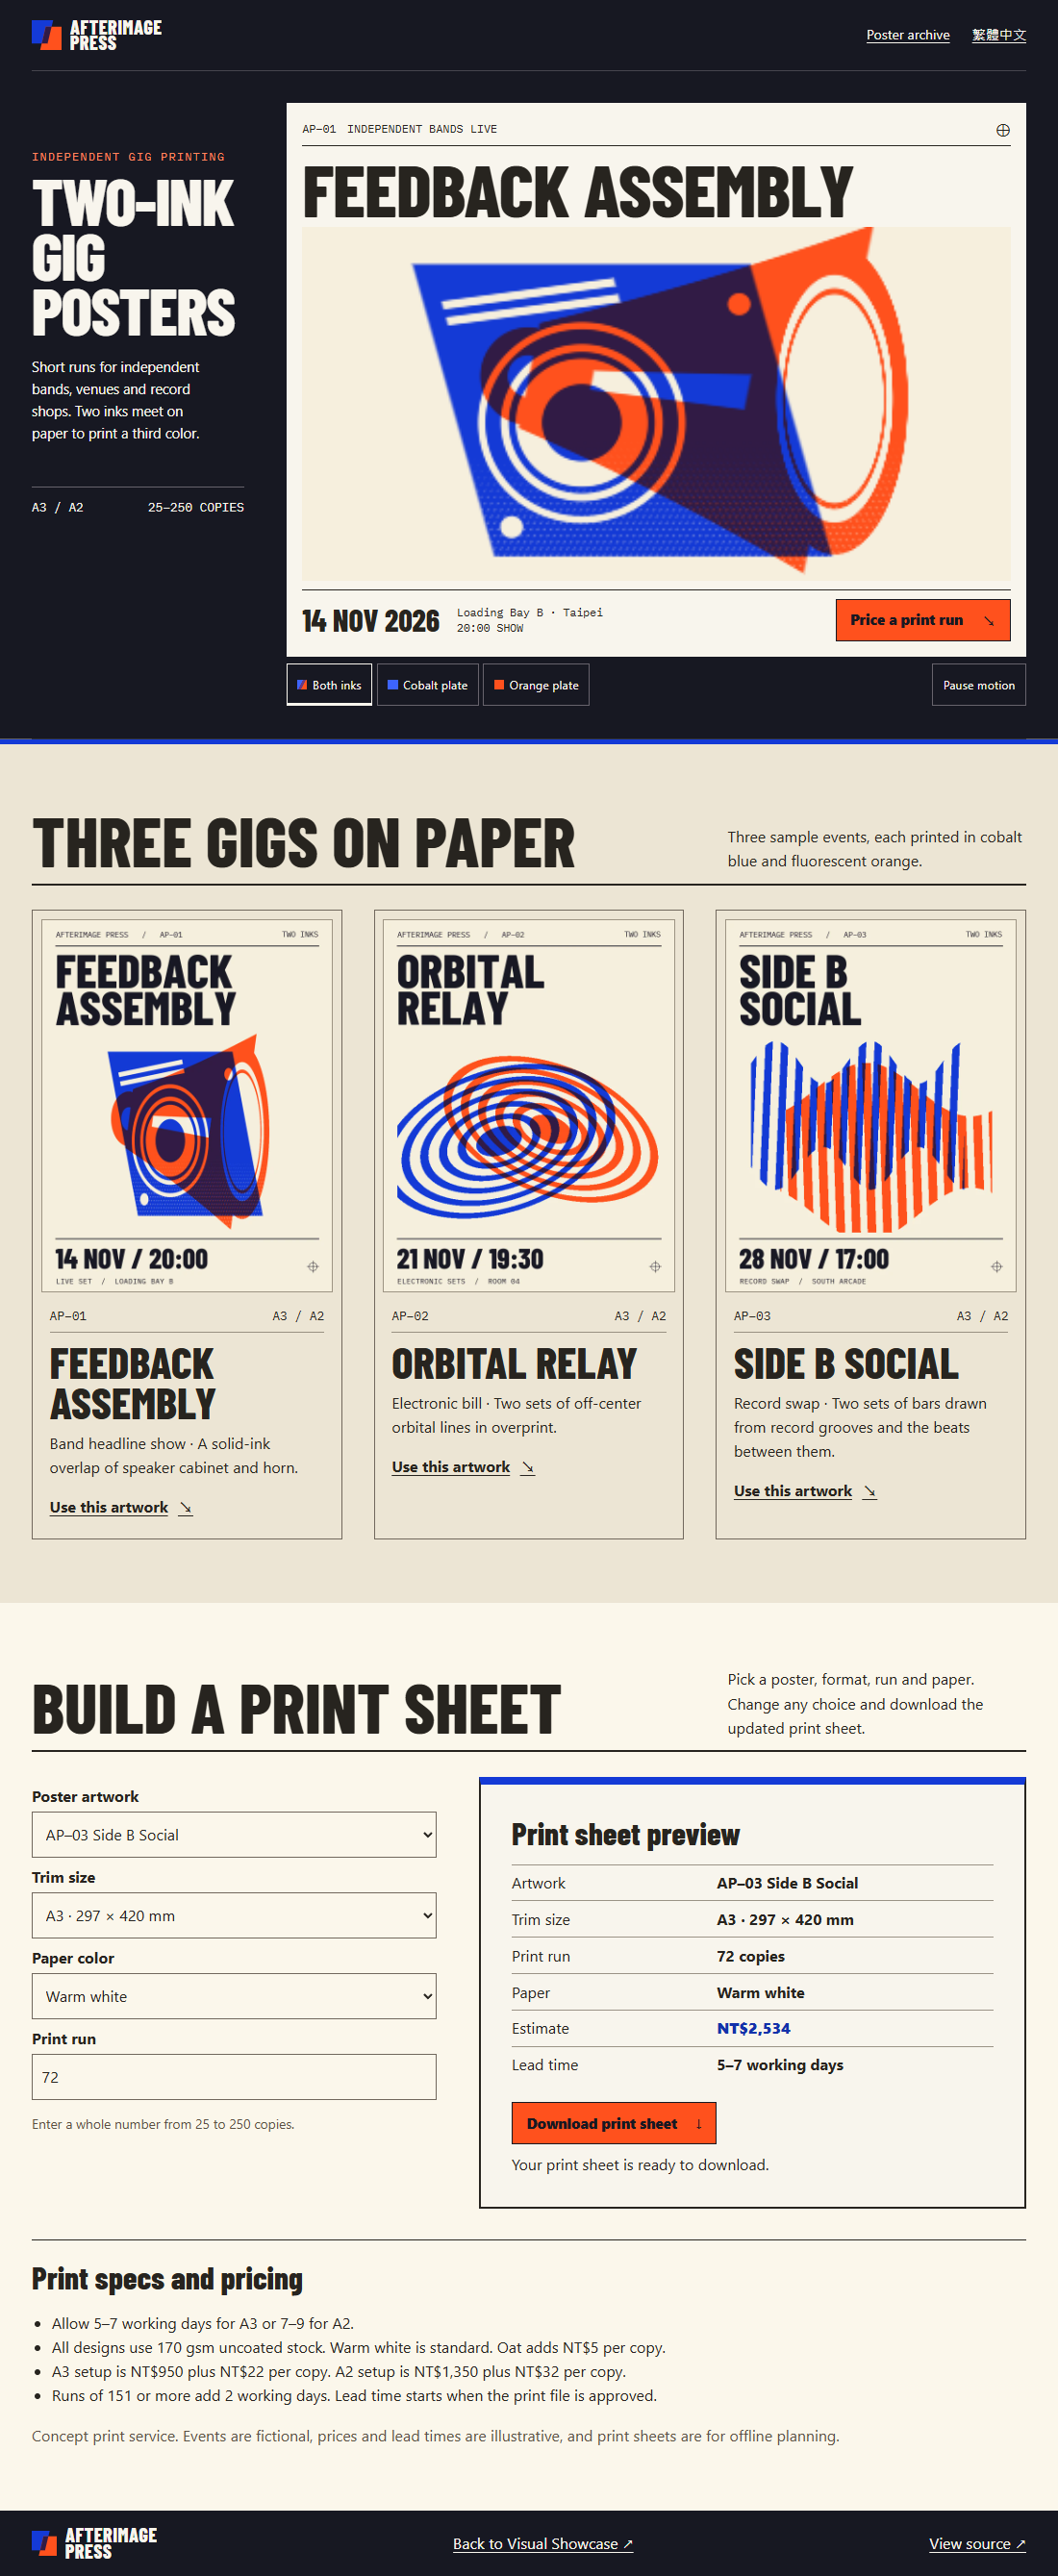 AFTERIMAGE
PRESS
Poster archive
繁體中文
INDEPENDENT GIG PRINTING
TWO-INK
GIG
POSTERS
Short runs for independent
bands, venues and record
shops. Two inks meet on
paper to print a third color.
A3 / A2
25–250 COPIES
AP–01 INDEPENDENT BANDS LIVE
FEEDBACK ASSEMBLY
14 NOV 2026
Loading Bay B · Taipei
20:00 SHOW
Price a print run ↘
Both inks
Cobalt plate
Orange plate
Pause motion
THREE GIGS ON PAPER
Three sample events, each printed in cobalt
blue and fluorescent orange.
AFTERIMAGE PRESS / AP–01
TWO INKS
FEEDBACK
ASSEMBLY
14 NOV / 20:00
LIVE SET / LOADING BAY B
AP–01
A3 / A2
FEEDBACK
ASSEMBLY
Band headline show · A solid-ink
overlap of speaker cabinet and horn.
Use this artwork ↘
AFTERIMAGE PRESS / AP–02
TWO INKS
ORBITAL
RELAY
21 NOV / 19:30
ELECTRONIC SETS / ROOM 04
AP–02
A3 / A2
ORBITAL RELAY
Electronic bill · Two sets of off-center
orbital lines in overprint.
Use this artwork ↘
AFTERIMAGE PRESS / AP–03
TWO INKS
SIDE B
SOCIAL
28 NOV / 17:00
RECORD SWAP / SOUTH ARCADE
AP–03
A3 / A2
SIDE B SOCIAL
Record swap · Two sets of bars drawn
from record grooves and the beats
between them.
Use this artwork ↘
BUILD A PRINT SHEET
Pick a poster, format, run and paper.
Change any choice and download the
updated print sheet.
Poster artwork
AP–03 Side B Social
Trim size
A3 · 297 × 420 mm
Paper color
Warm white
Print run
72
Enter a whole number from 25 to 250 copies.
Print sheet preview
Artwork AP–03 Side B Social
Trim size A3 · 297 × 420 mm
Print run 72 copies
Paper Warm white
Estimate NT$2,534
Lead time 5–7 working days
Download print sheet ↓
Your print sheet is ready to download.
Print specs and pricing
• Allow 5–7 working days for A3 or 7–9 for A2.
• All designs use 170 gsm uncoated stock. Warm white is standard. Oat adds NT$5 per copy.
• A3 setup is NT$950 plus NT$22 per copy. A2 setup is NT$1,350 plus NT$32 per copy.
• Runs of 151 or more add 2 working days. Lead time starts when the print file is approved.
Concept print service. Events are fictional, prices and lead times are illustrative, and print sheets are for offline planning.
AFTERIMAGE
PRESS
Back to Visual Showcase ↗
View source ↗